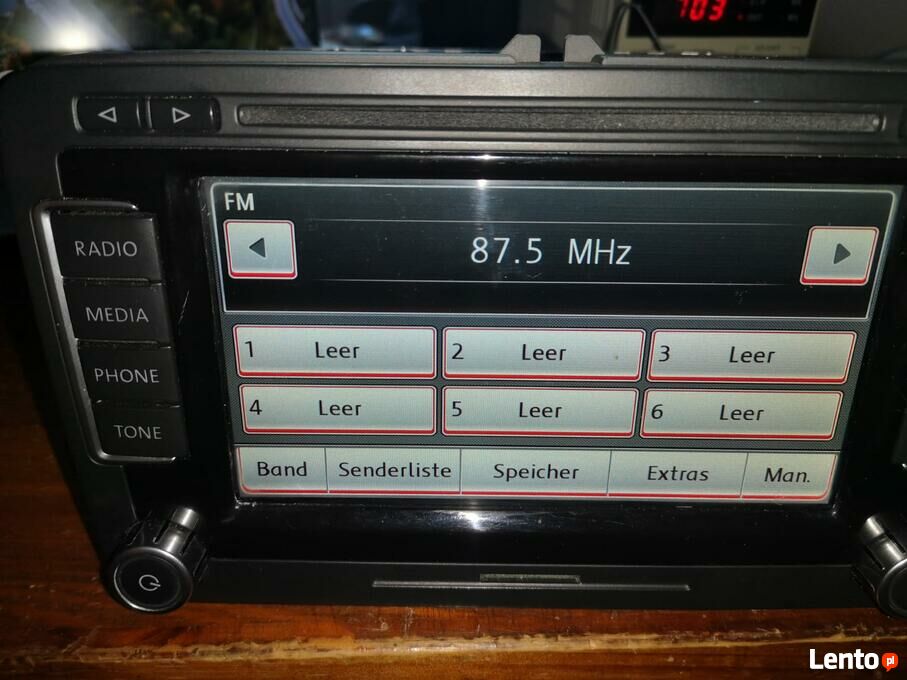 703
RADIO
MEDIA
PHONE
TONE
FM
87.5 MHz
1 Leer
2 Leer
3 Leer
4 Leer
5 Leer
6 Leer
Band
Senderliste
Speicher
Extras
Man.
Lento pl